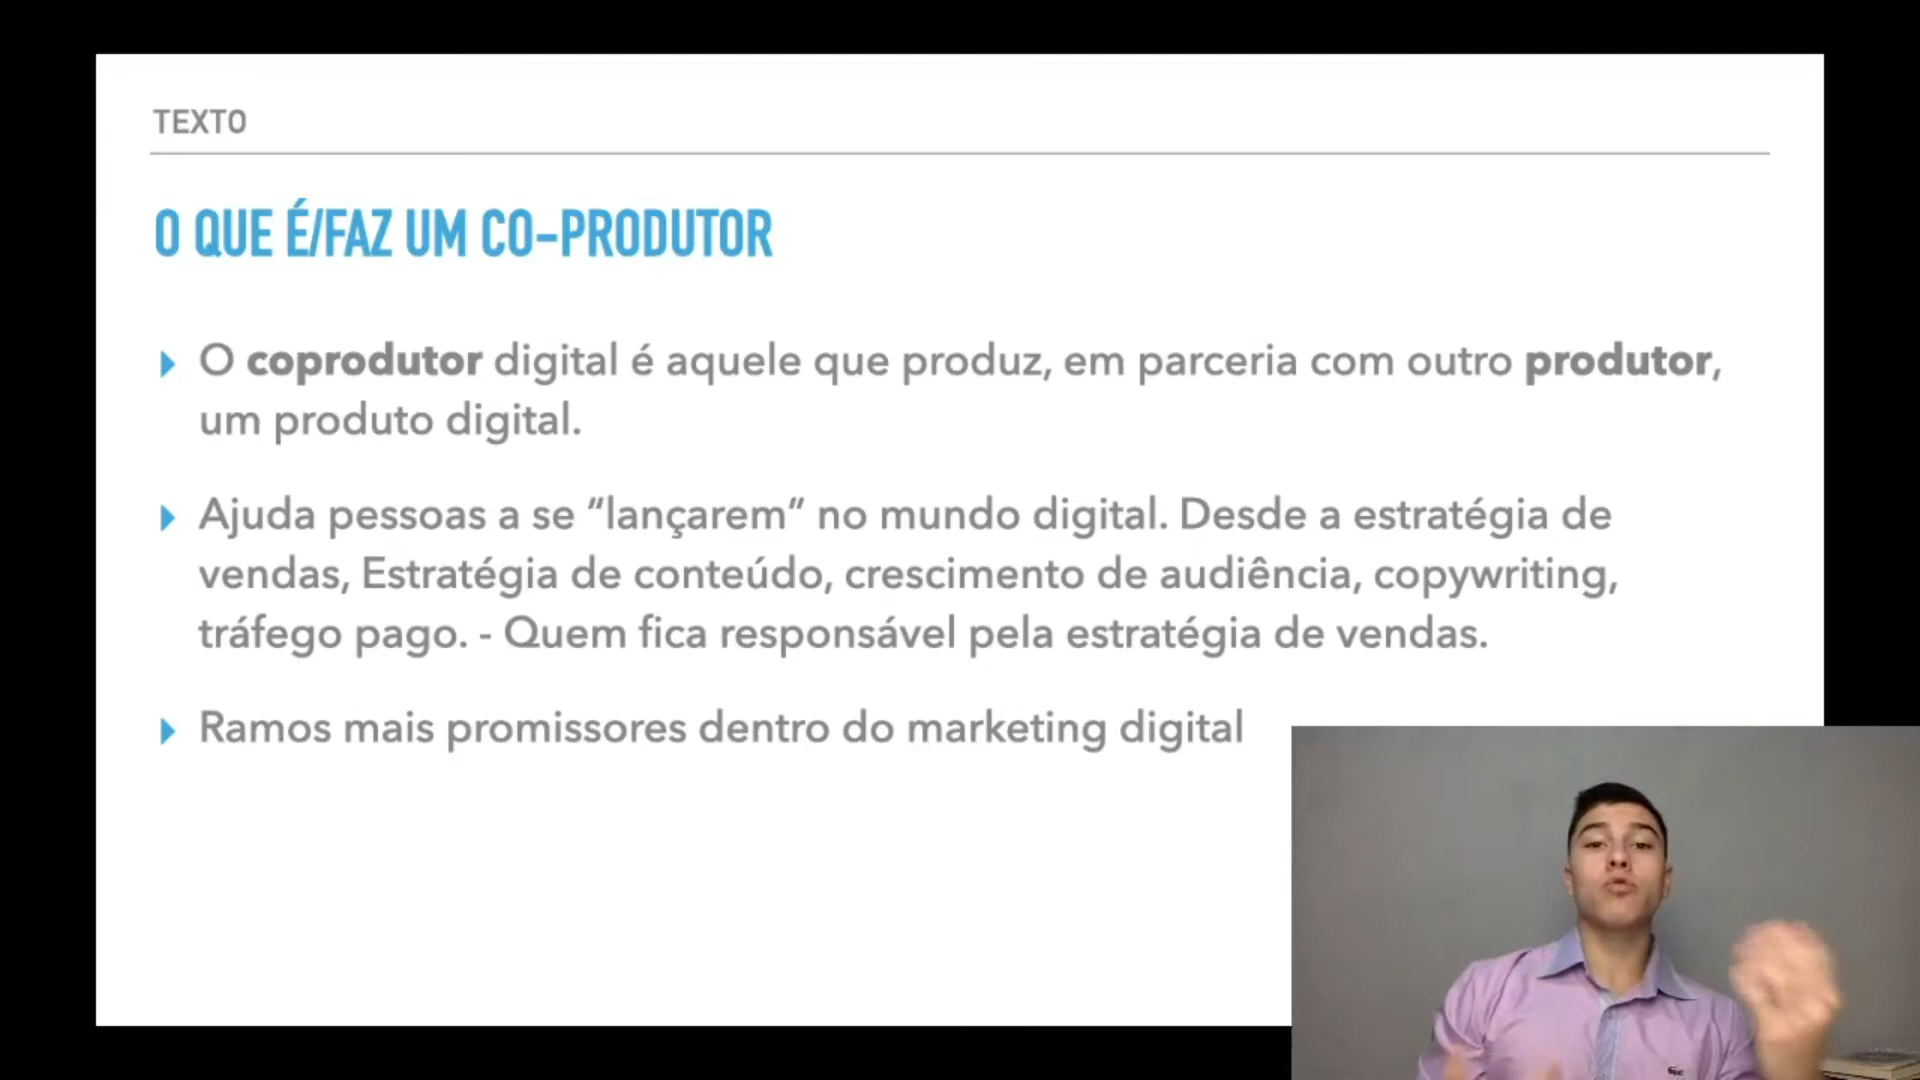 TEXTO
O QUE É/FAZ UM CO-PRODUTOR
O coprodutor digital é aquele que produz, em parceria com outro produtor,
um produto digital.
Ajuda pessoas a se “lançarem” no mundo digital. Desde a estratégia de
vendas, Estratégia de conteúdo, crescimento de audiência, copywriting,
tráfego pago. - Quem fica responsável pela estratégia de vendas.
Ramos mais promissores dentro do marketing digital